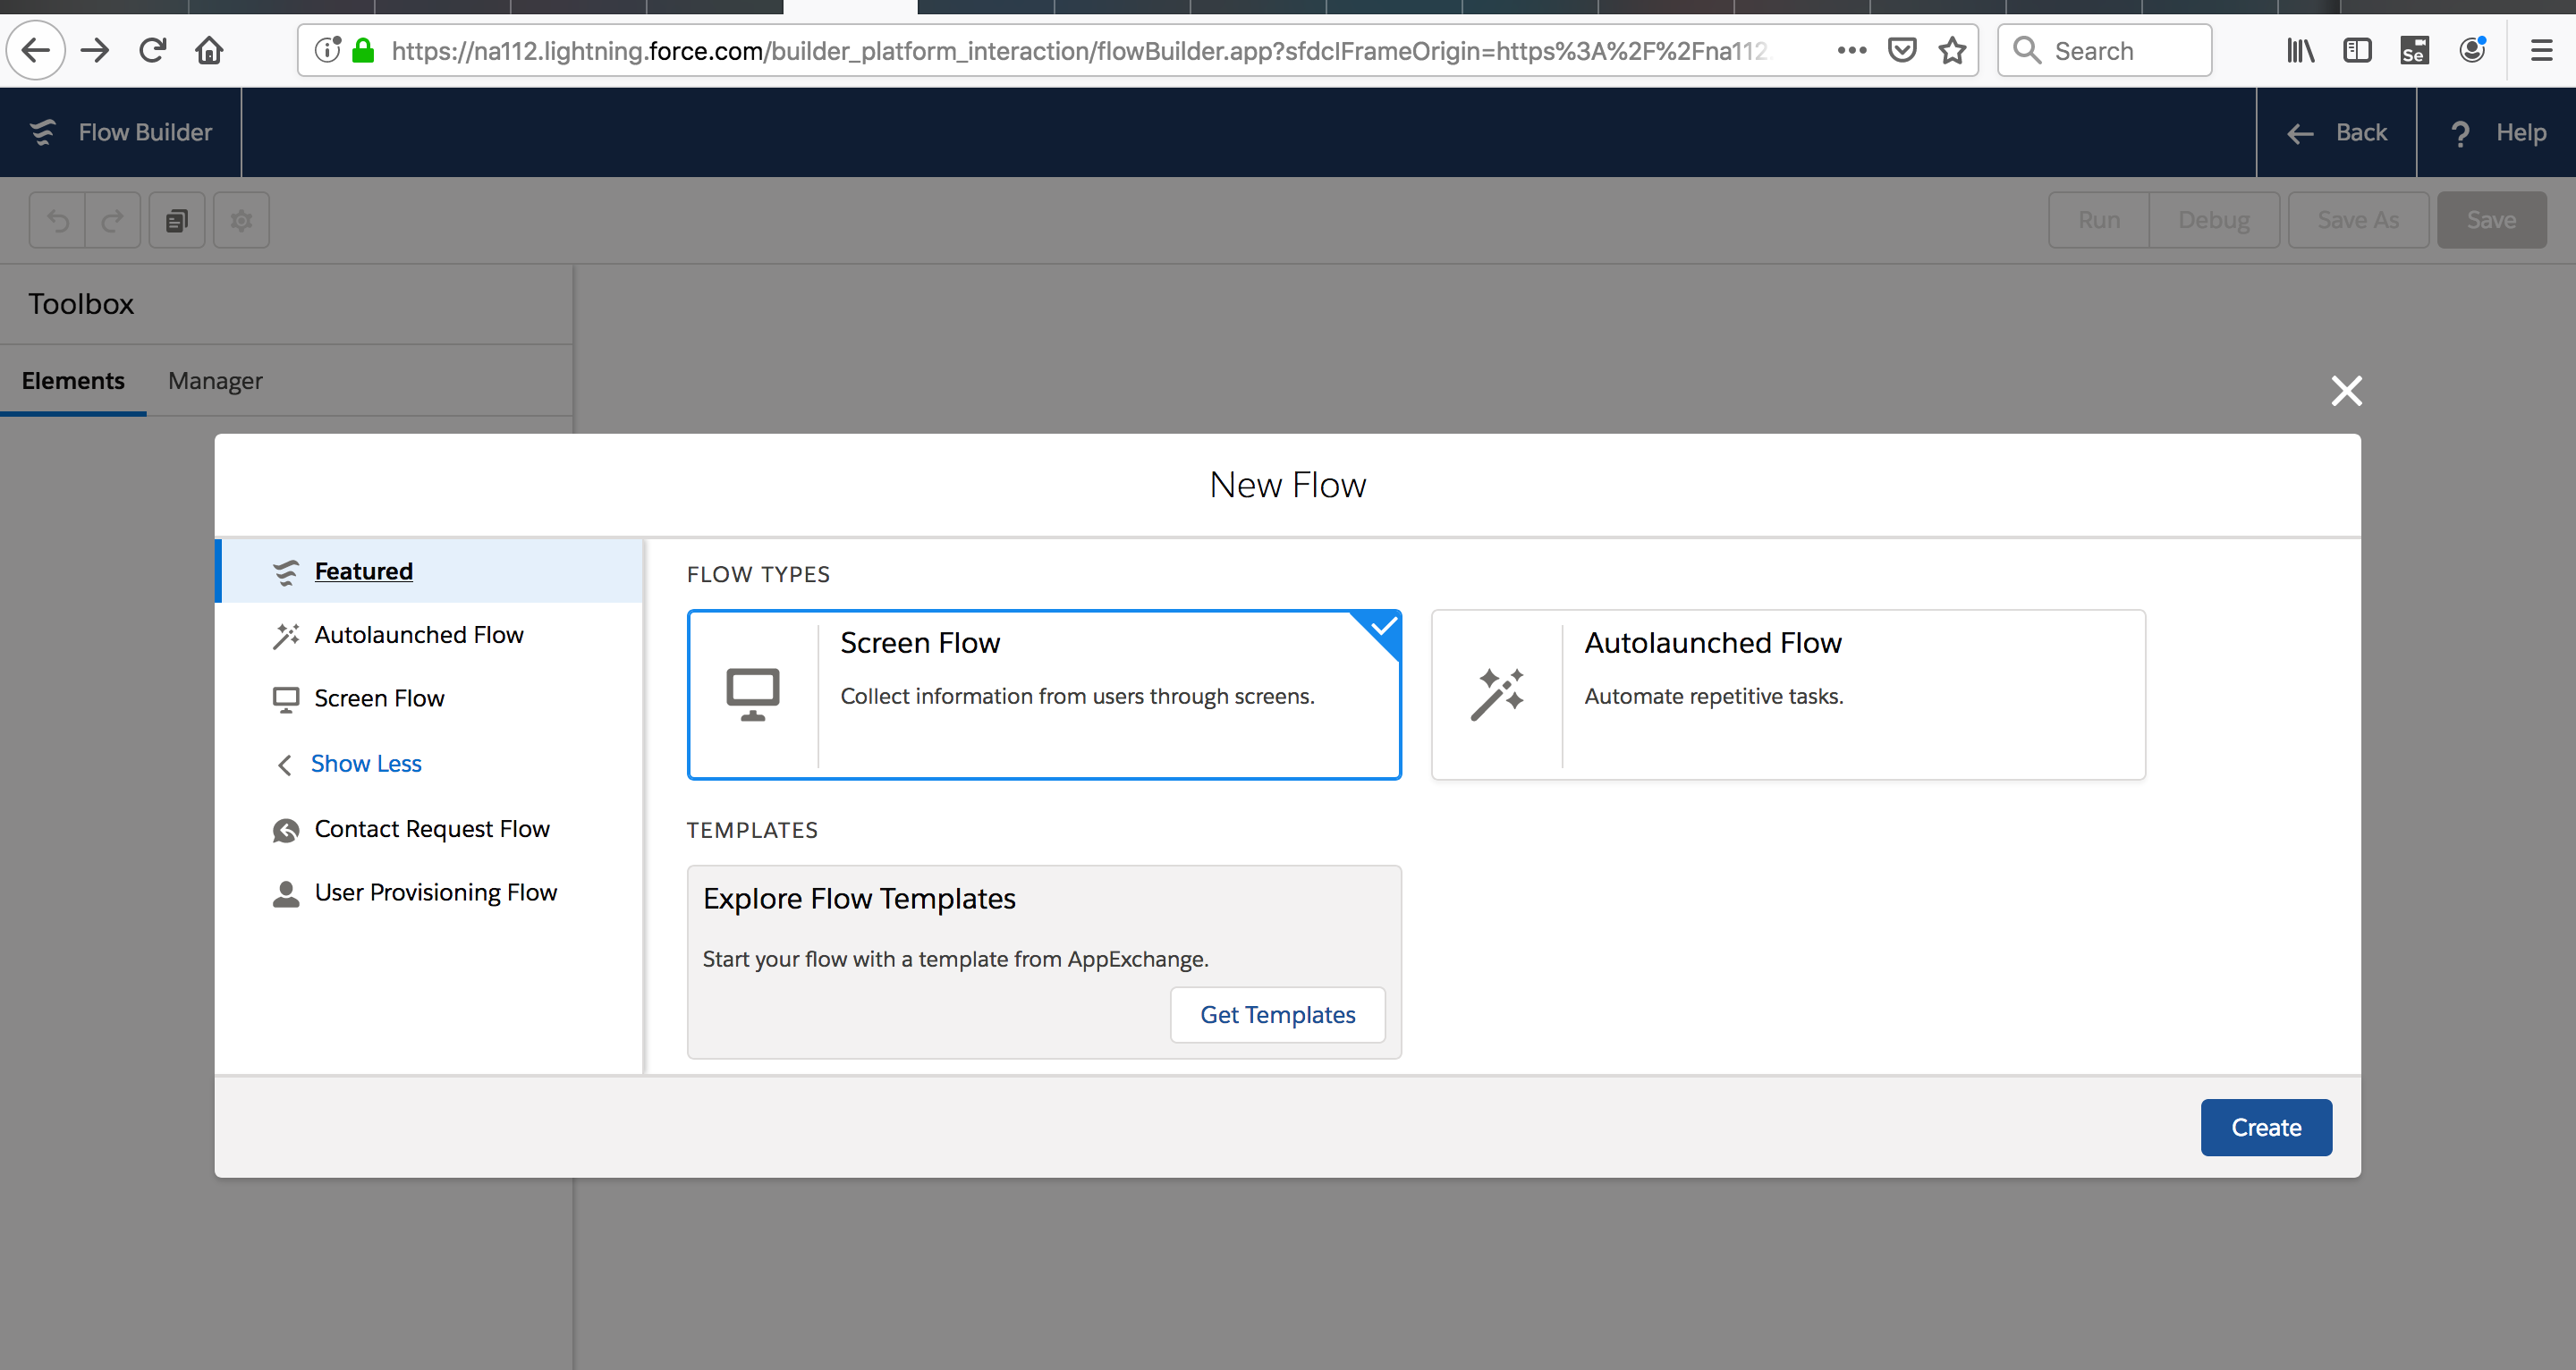 https://na112.lightning.force.com/builder_platform_interaction/flowBuilder.app?sfdcIFrameOrigin=https%3A%2F%2Fna112.
Search
Flow Builder
Back
? Help
Run
Debug
Save As
Save
Toolbox
Elements
Manager
New Flow
Featured
Autolaunched Flow
Screen Flow
Show Less
Contact Request Flow
User Provisioning Flow
FLOW TYPES
Screen Flow
Collect information from users through screens.
Autolaunched Flow
Automate repetitive tasks.
TEMPLATES
Explore Flow Templates
Start your flow with a template from AppExchange.
Get Templates
Create